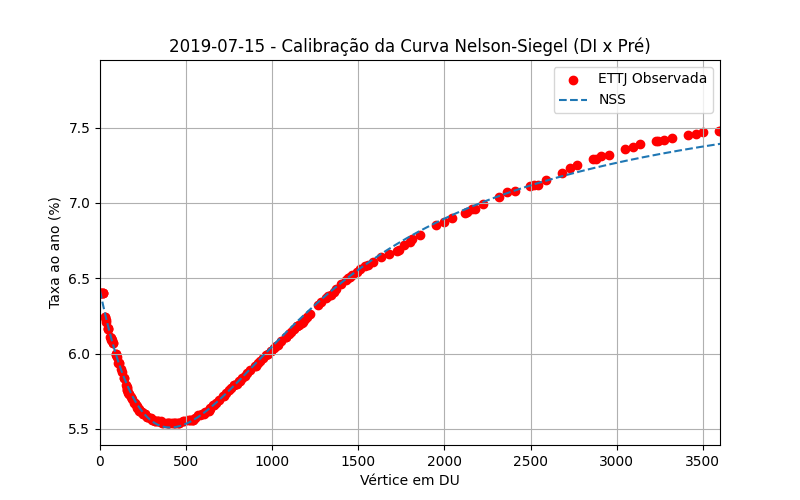 2019-07-15 - Calibração da Curva Nelson-Siegel (DI x Pré)
ETTJ Observada
NSS
Taxa ao ano (%)
7.5
7.0
6.5
6.0
5.5
0 500 1000 1500 2000 2500 3000 3500
Vértice em DU